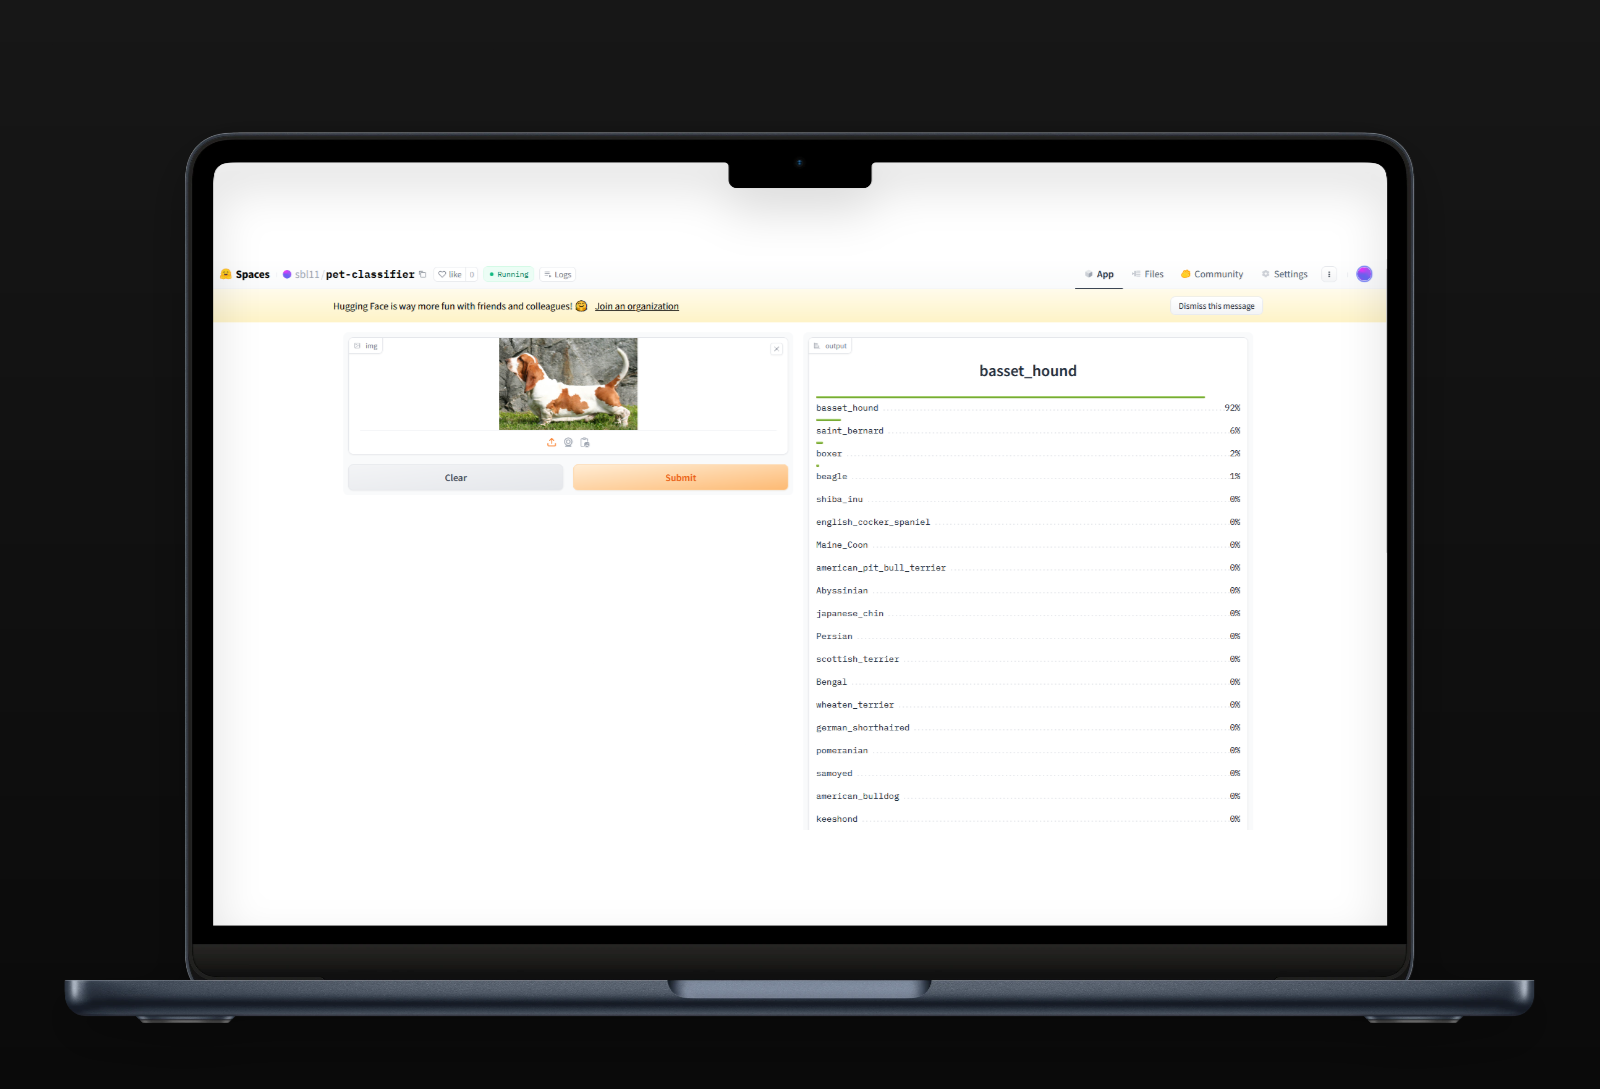 Spaces sbl11/pet-classifier like 0 Running Logs App Files Community Settings
Hugging Face is way more fun with friends and colleagues! Join an organization Dismiss this message
img
Clear Submit
output
basset_hound
basset_hound 92%
saint_bernard 6%
boxer 2%
beagle 1%
shiba_inu 0%
english_cocker_spaniel 0%
Maine_Coon 0%
american_pit_bull_terrier 0%
Abyssinian 0%
japanese_chin 0%
Persian 0%
scottish_terrier 0%
Bengal 0%
wheaten_terrier 0%
german_shorthaired 0%
pomeranian 0%
samoyed 0%
american_bulldog 0%
keeshond 0%